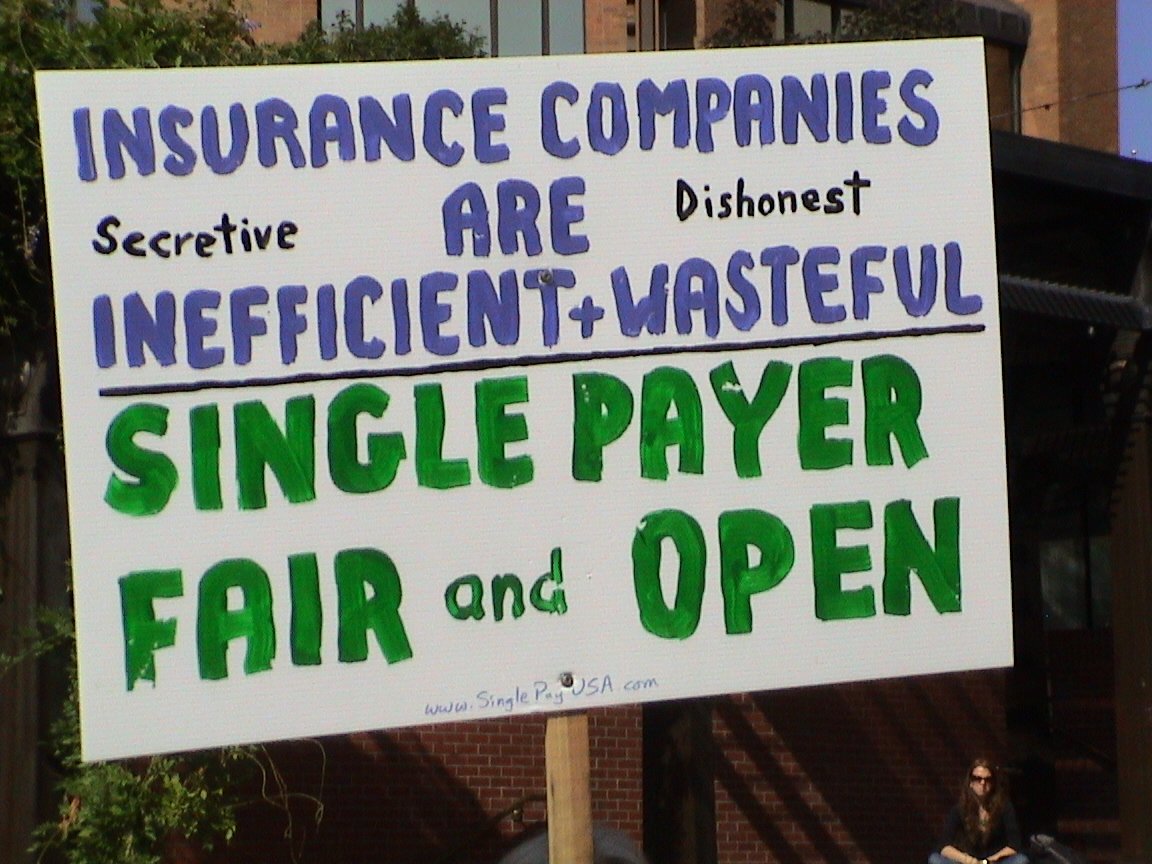 INSURANCE COMPANIES
Secretive ARE Dishonest
INEFFICIENT+WASTEFUL
SINGLE PAYER
FAIR and OPEN
www.SinglePayUSA.com